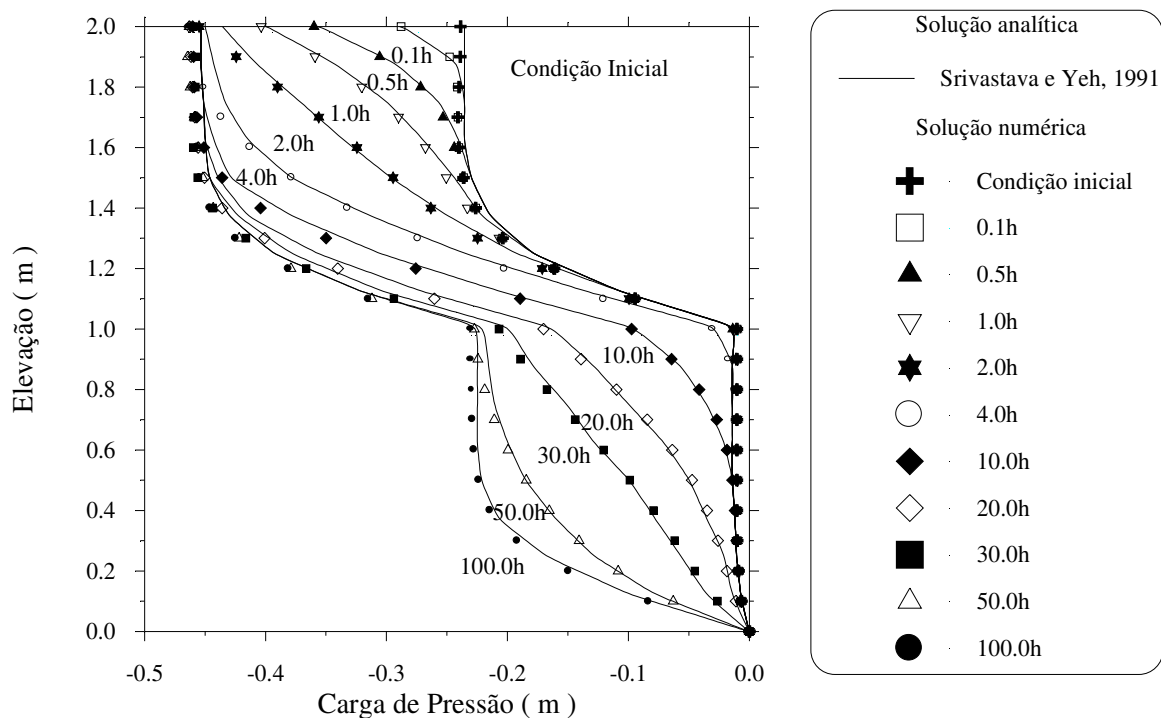 2.0
1.8
1.6
1.4
1.2
1.0
0.8
0.6
0.4
0.2
0.0
Elevação ( m )
-0.5
-0.4
-0.3
-0.2
-0.1
0.0
Carga de Pressão ( m )
0.1h
Condição Inicial
0.5h
1.0h
2.0h
4.0h
10.0h
20.0h
30.0h
50.0h
100.0h
Solução analítica
Srivastava e Yeh, 1991
Solução numérica
Condição inicial
0.1h
0.5h
1.0h
2.0h
4.0h
10.0h
20.0h
30.0h
50.0h
100.0h